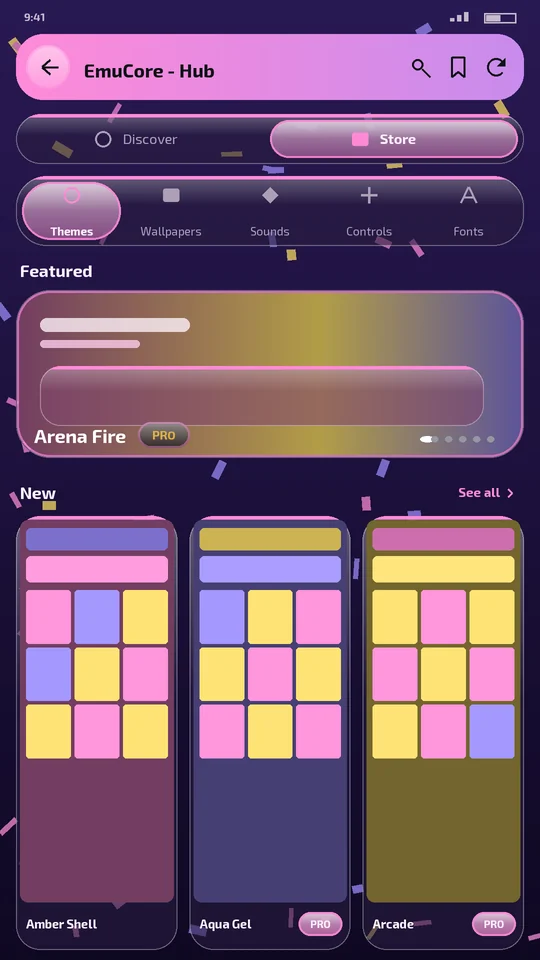 9:41
EmuCore - Hub
Discover
Store
Themes
Wallpapers
Sounds
Controls
Fonts
Featured
Arena Fire
PRO
New
See all
Amber Shell
Aqua Gel
PRO
Arcade
PRO